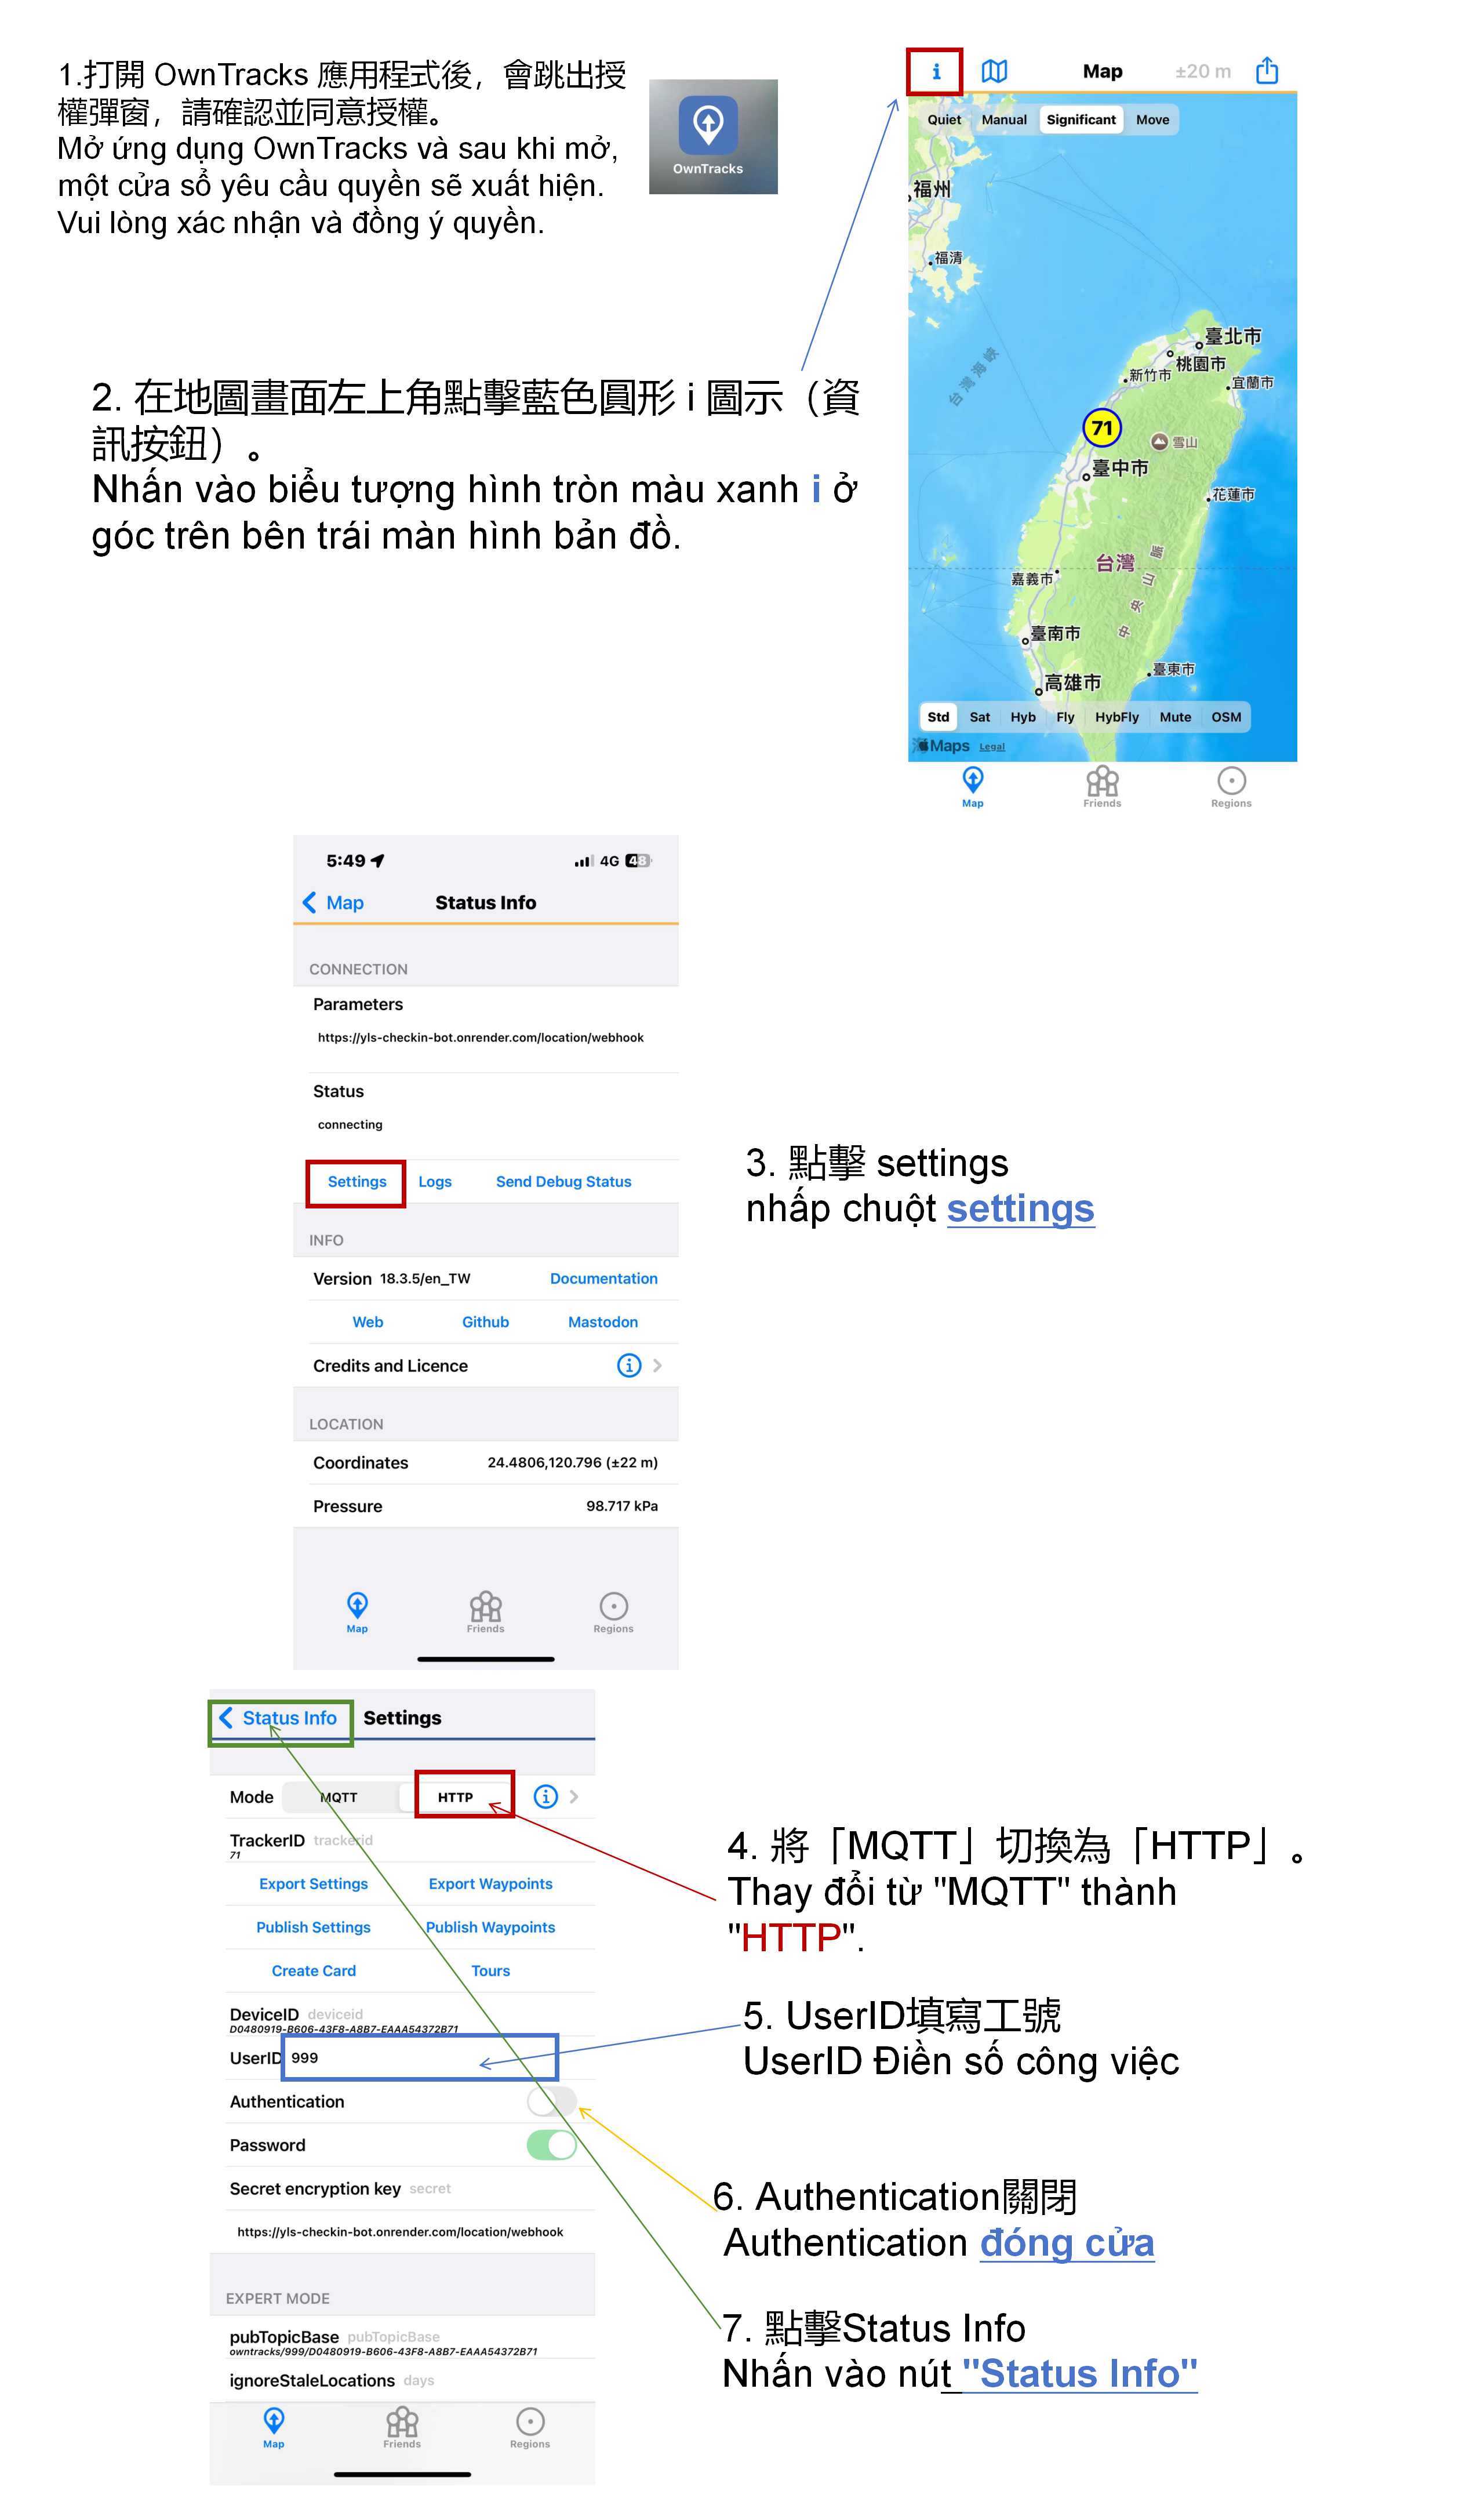 1.打開 OwnTracks 應用程式後，會跳出授
權彈窗，請確認並同意授權。
Mở ứng dụng OwnTracks và sau khi mở,
một cửa sổ yêu cầu quyền sẽ xuất hiện.
Vui lòng xác nhận và đồng ý quyền.
OwnTracks
2. 在地圖畫面左上角點擊藍色圓形 i 圖示（資
訊按鈕）。
Nhấn vào biểu tượng hình tròn màu xanh i ở
góc trên bên trái màn hình bản đồ.
i Map ±20 m
Quiet Manual Significant Move
福州
福清
台灣海峽
臺北市
桃園市
新竹市
宜蘭市
71
雪山
臺中市
花蓮市
台灣
中央山脈
嘉義市
臺南市
臺東市
高雄市
Std Sat Hyb Fly HybFly Mute OSM
Maps Legal
Map Friends Regions
5:49 4G 48
Map Status Info
CONNECTION
Parameters
https://yls-checkin-bot.onrender.com/location/webhook
Status
connecting
Settings Logs Send Debug Status
INFO
Version 18.3.5/en_TW Documentation
Web Github Mastodon
Credits and Licence i
LOCATION
Coordinates 24.4806,120.796 (±22 m)
Pressure 98.717 kPa
Map Friends Regions
3. 點擊 settings
nhấp chuột settings
Status Info Settings
Mode MQTT HTTP i
TrackerID trackerid
71
Export Settings Export Waypoints
Publish Settings Publish Waypoints
Create Card Tours
DeviceID deviceid
D0480919-B606-43F8-A8B7-EAAA54372B71
UserID 999
Authentication
Password
Secret encryption key secret
https://yls-checkin-bot.onrender.com/location/webhook
EXPERT MODE
pubTopicBase pubTopicBase
owntracks/999/D0480919-B606-43F8-A8B7-EAAA54372B71
ignoreStaleLocations days
Map Friends Regions
4. 將「MQTT」切換為「HTTP」。
Thay đổi từ "MQTT" thành
"HTTP".
5. UserID填寫工號
UserID Điền số công việc
6. Authentication關閉
Authentication đóng cửa
7. 點擊Status Info
Nhấn vào nút "Status Info"